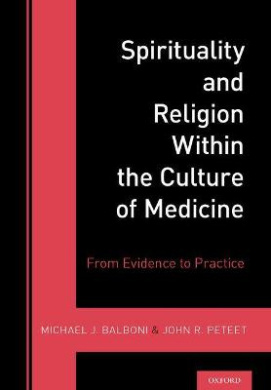 Spirituality
and
Religion
Within
the Culture
of Medicine
From Evidence to Practice
MICHAEL J. BALBONI & JOHN R. PETEET
OXFORD